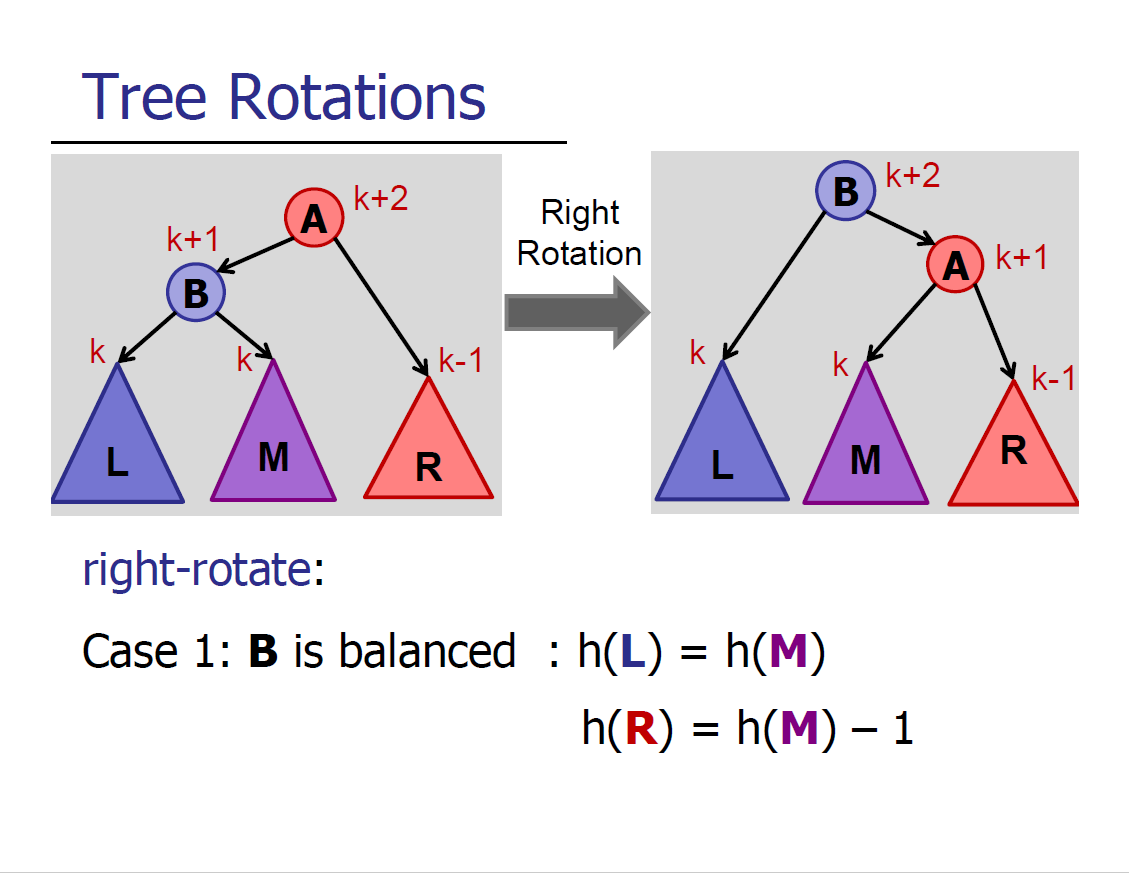 Tree Rotations
A
k+2
k+1
B
k
k
k-1
L
M
R
Right
Rotation
B
k+2
A
k+1
k
k
k-1
L
M
R
right-rotate:
Case 1: B is balanced : h(L) = h(M)
h(R) = h(M) – 1